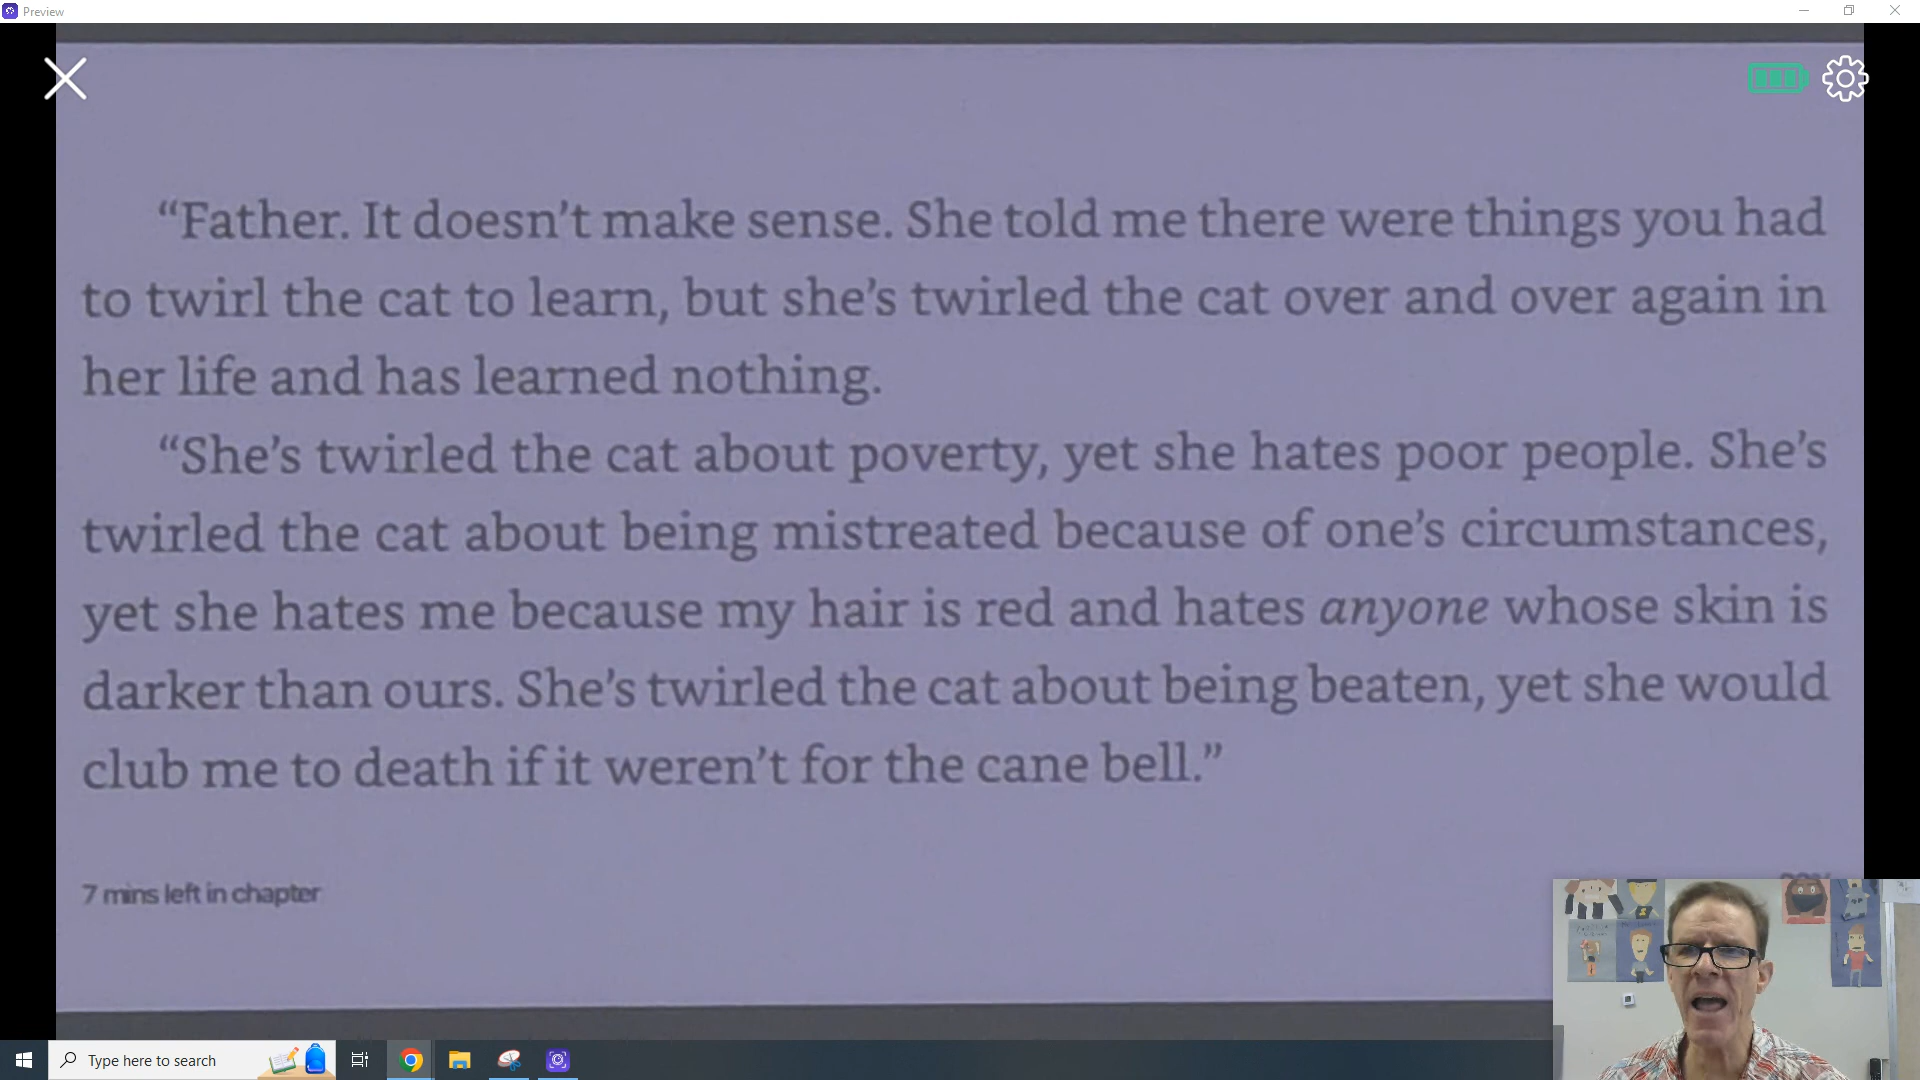 Preview
“Father. It doesn’t make sense. She told me there were things you had
to twirl the cat to learn, but she’s twirled the cat over and over again in
her life and has learned nothing.
“She’s twirled the cat about poverty, yet she hates poor people. She’s
twirled the cat about being mistreated because of one’s circumstances,
yet she hates me because my hair is red and hates anyone whose skin is
darker than ours. She’s twirled the cat about being beaten, yet she would
club me to death if it weren’t for the cane bell.”
7 mins left in chapter
Type here to search